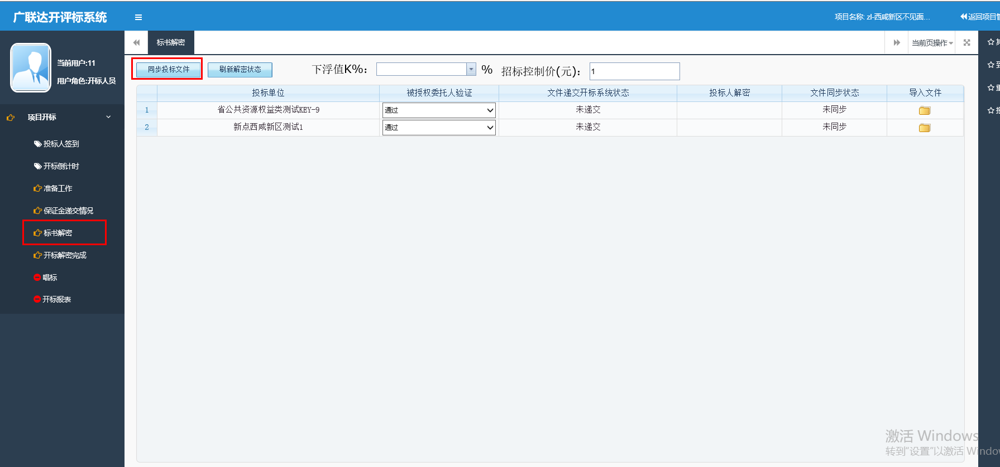 广联达开评标系统
项目名称: zl-西咸新区不见面...
返回项目管
当前用户:11
用户角色:开标人员
项目开标
投标人签到
开标倒计时
准备工作
保证金递交情况
标书解密
开标解密完成
唱标
开标报表
标书解密
当前页操作
同步投标文件
刷新解密状态
下浮值K%:
%
招标控制价(元):
1
投标单位 被授权委托人验证 文件递交开标系统状态 投标人解密 文件同步状态 导入文件
1 省公共资源权益类测试KEY-9 通过 未递交 未同步
2 新点西咸新区测试1 通过 未递交 未同步
激活 Windows
转到"设置"以激活 Windo